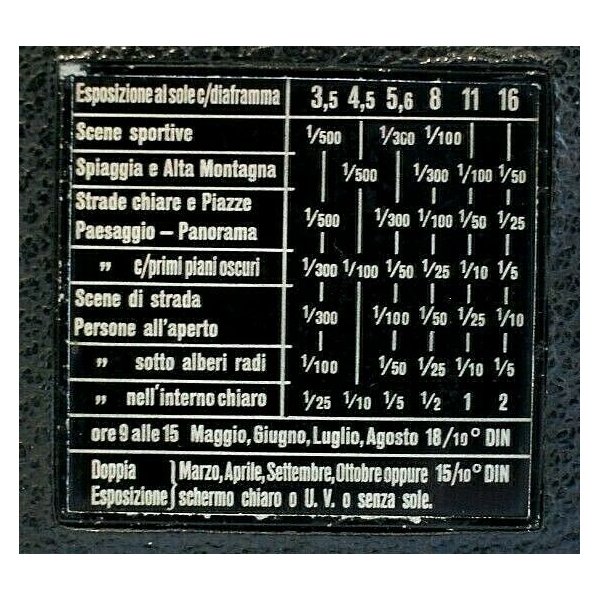 Esposizione al sole c/diaframma 3,5 4,5 5,6 8 11 16
Scene sportive 1/500 1/300 1/100
Spiaggia e Alta Montagna 1/500 1/300 1/100 1/50
Strade chiare e Piazze
Paesaggio – Panorama 1/500 1/300 1/100 1/50 1/25
„ c/primi piani oscuri 1/300 1/100 1/50 1/25 1/10 1/5
Scene di strada
Persone all'aperto 1/300 1/100 1/50 1/25 1/10
„ sotto alberi radi 1/100 1/50 1/25 1/10 1/5
„ nell'interno chiaro 1/25 1/10 1/5 1/2 1 2
ore 9 alle 15 Maggio, Giugno, Luglio, Agosto 18/10° DIN
Doppia } Marzo, Aprile, Settembre, Ottobre oppure 15/10° DIN
Esposizione } schermo chiaro o U. V. o senza sole.